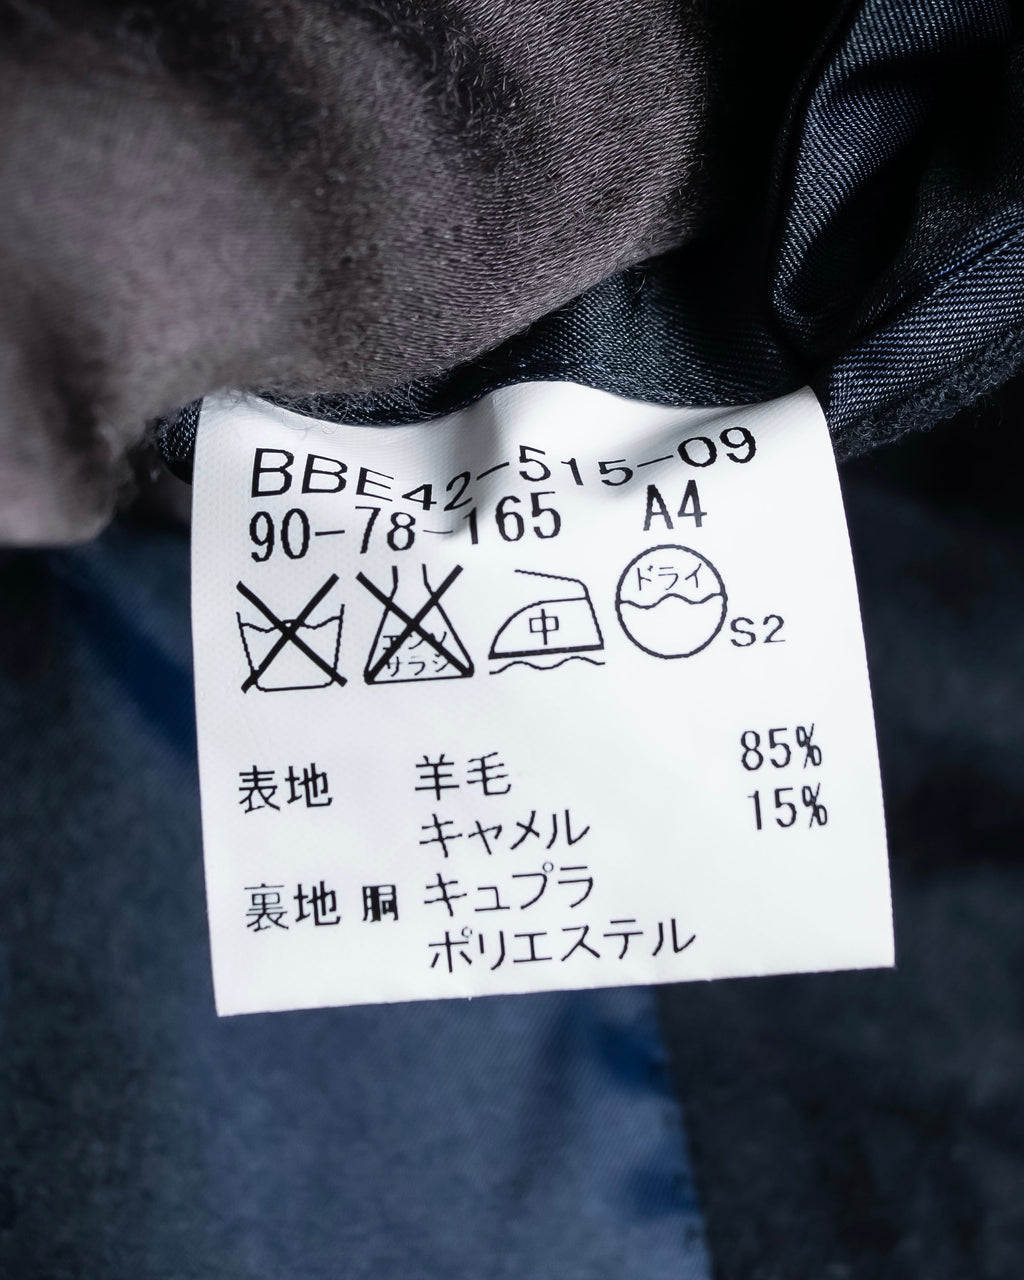 BBE42-515-09
90-78-165 A4
エンソ
サラシ
中
ドライ
S2
表地 羊毛 85%
キャメル 15%
裏地 胴 キュプラ
ポリエステル